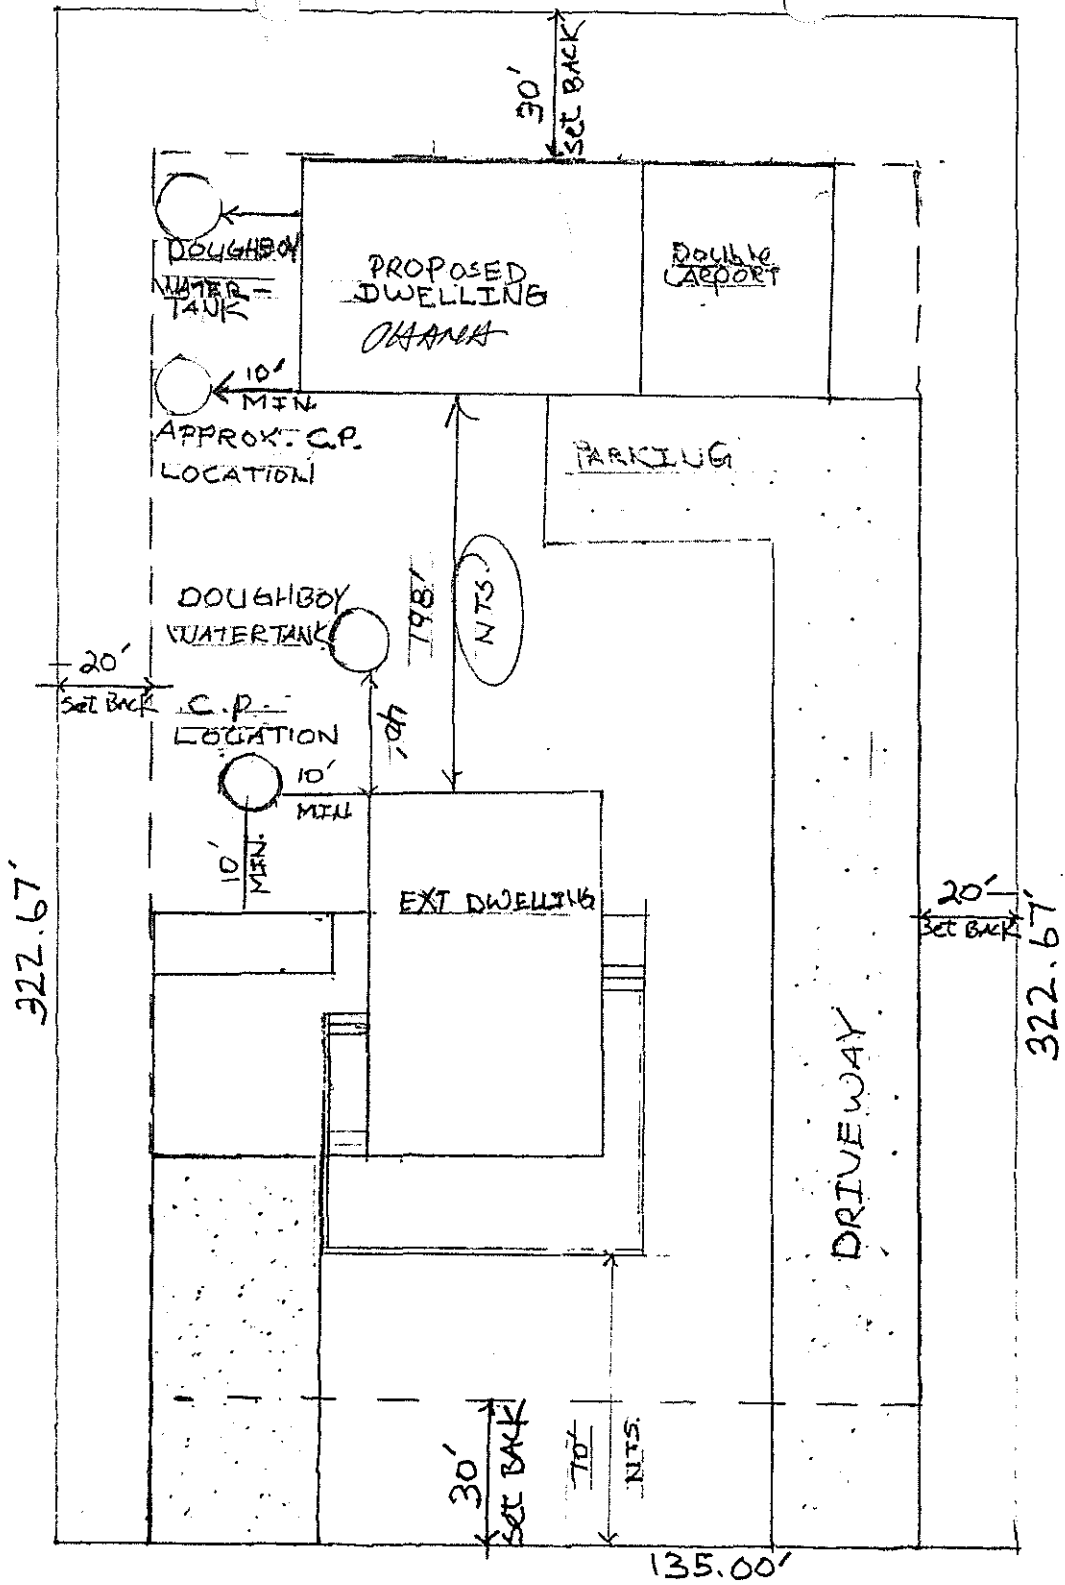 30'
Set BACK
DOUGHBOY
WATER-
TANK
PROPOSED
DWELLING
OHANA
Double
CARPORT
10'
MIN.
APPROX. C.P.
LOCATION
PARKING
DOUGHBOY
WATERTANK
198'
NTS.
20'
Set BACK
C.P.
LOCATION
40'
10'
MIN
10'
MIN.
EXT DWELLING
20'
Set BACK
322.67'
322.67'
DRIVEWAY
30'
Set BACK
70'
NTS.
135.00'